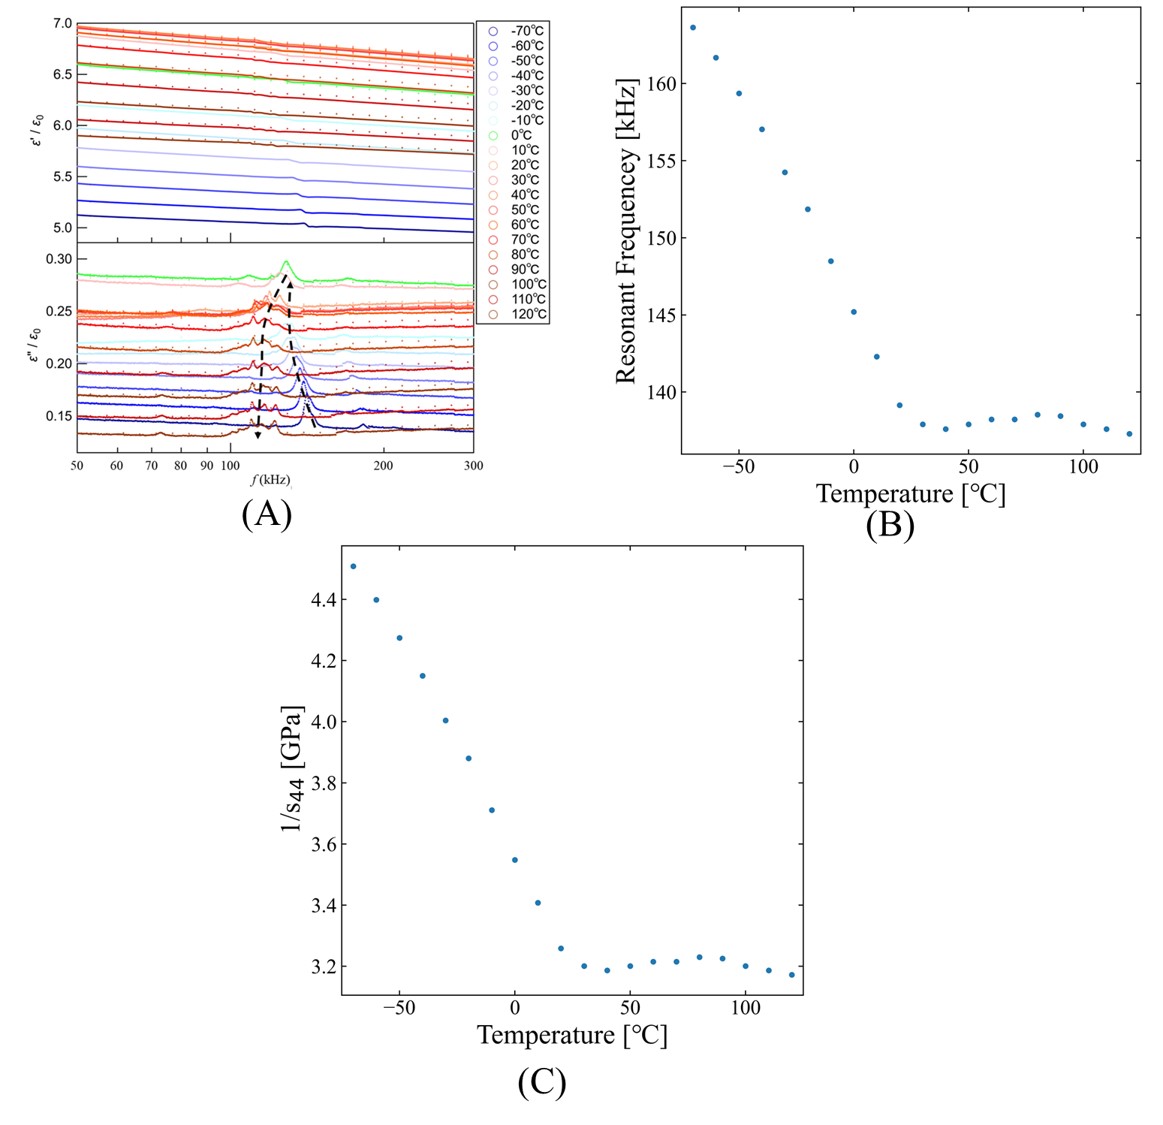 7.0
6.5
6.0
5.5
5.0
ε' / ε0
-70°C
-60°C
-50°C
-40°C
-30°C
-20°C
-10°C
0°C
10°C
20°C
30°C
40°C
50°C
60°C
70°C
80°C
90°C
100°C
110°C
120°C
0.30
0.25
0.20
0.15
ε" / ε0
50 60 70 80 90 100 200 300
f (kHz)
(A)
Resonant Frequencey [kHz]
160
155
150
145
140
−50 0 50 100
Temperature [°C]
(B)
1/s44 [GPa]
4.4
4.2
4.0
3.8
3.6
3.4
3.2
−50 0 50 100
Temperature [°C]
(C)